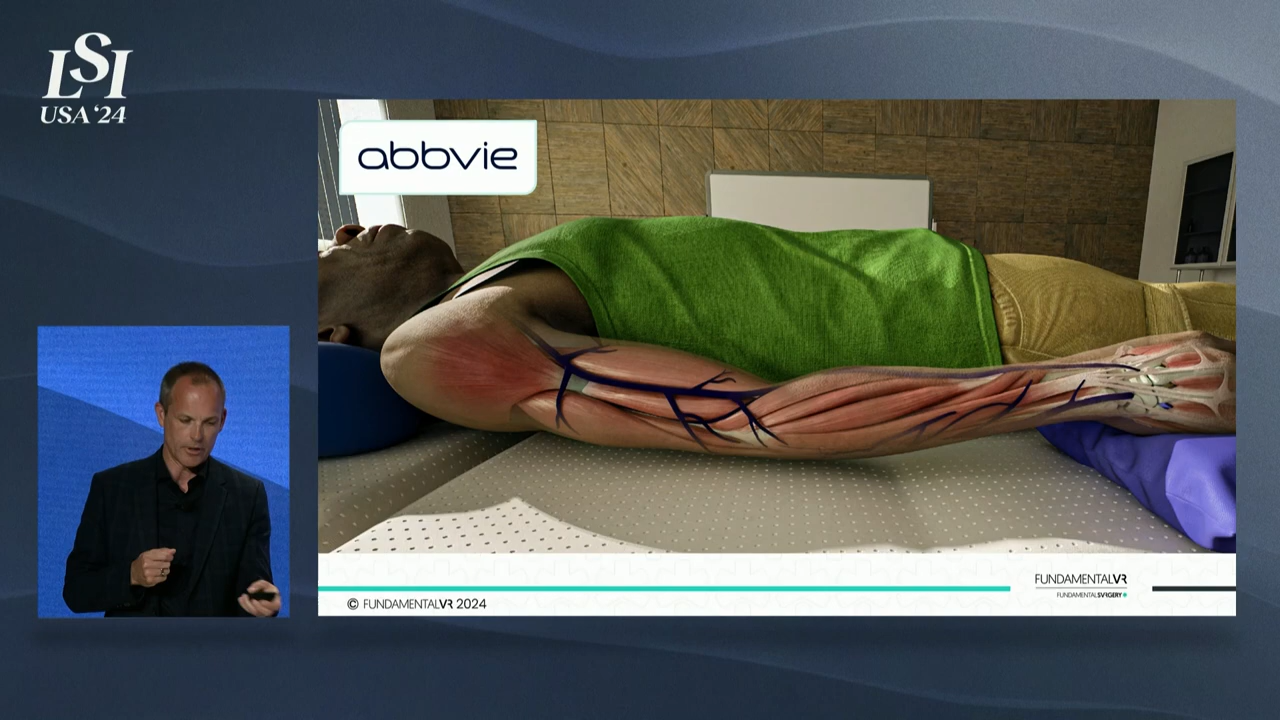 LSI
USA '24
abbvie
FUNDAMENTALVR
FUNDAMENTALSURGERY
© FUNDAMENTALVR 2024